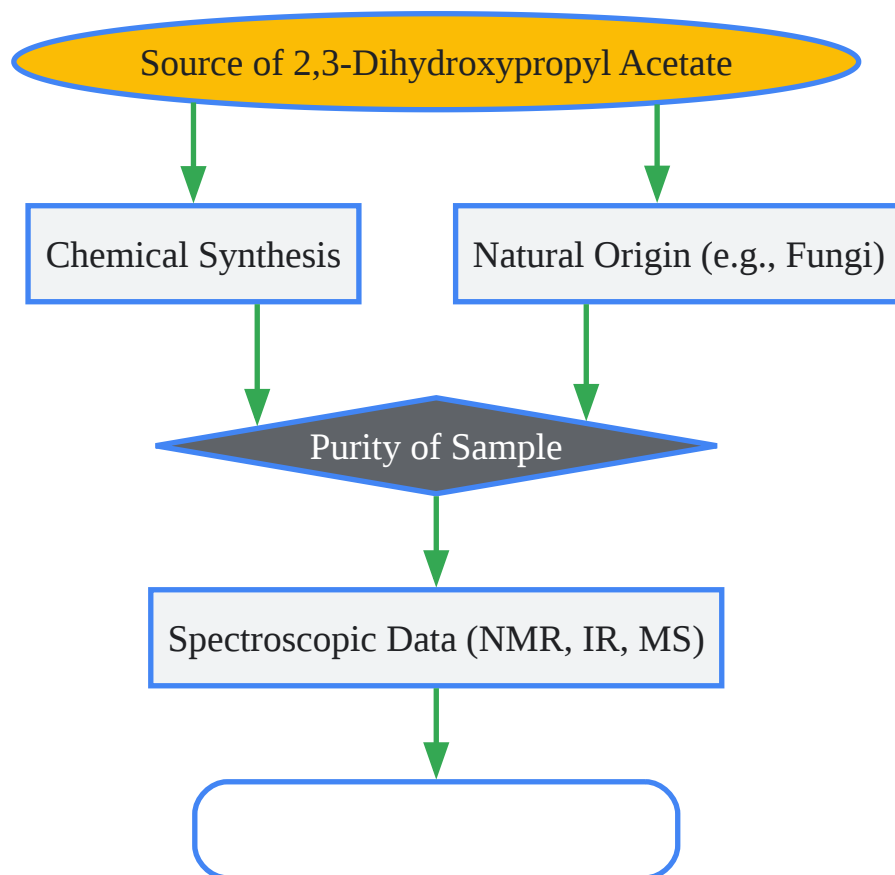 Source of 2,3-Dihydroxypropyl Acetate
Chemical Synthesis
Natural Origin (e.g., Fungi)
Purity of Sample
Spectroscopic Data (NMR, IR, MS)